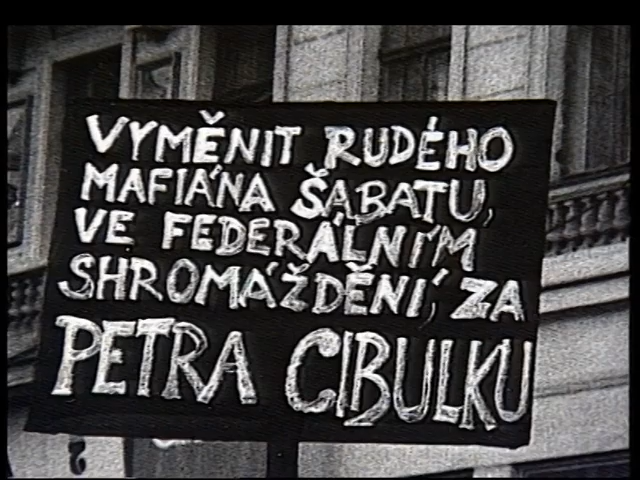 VYMĚNIT RUDÉHO
MAFIÁNA ŠABATU,
VE FEDERÁLNÍM
SHROMÁŽDĚNÍ, ZA
PETRA CIBULKU